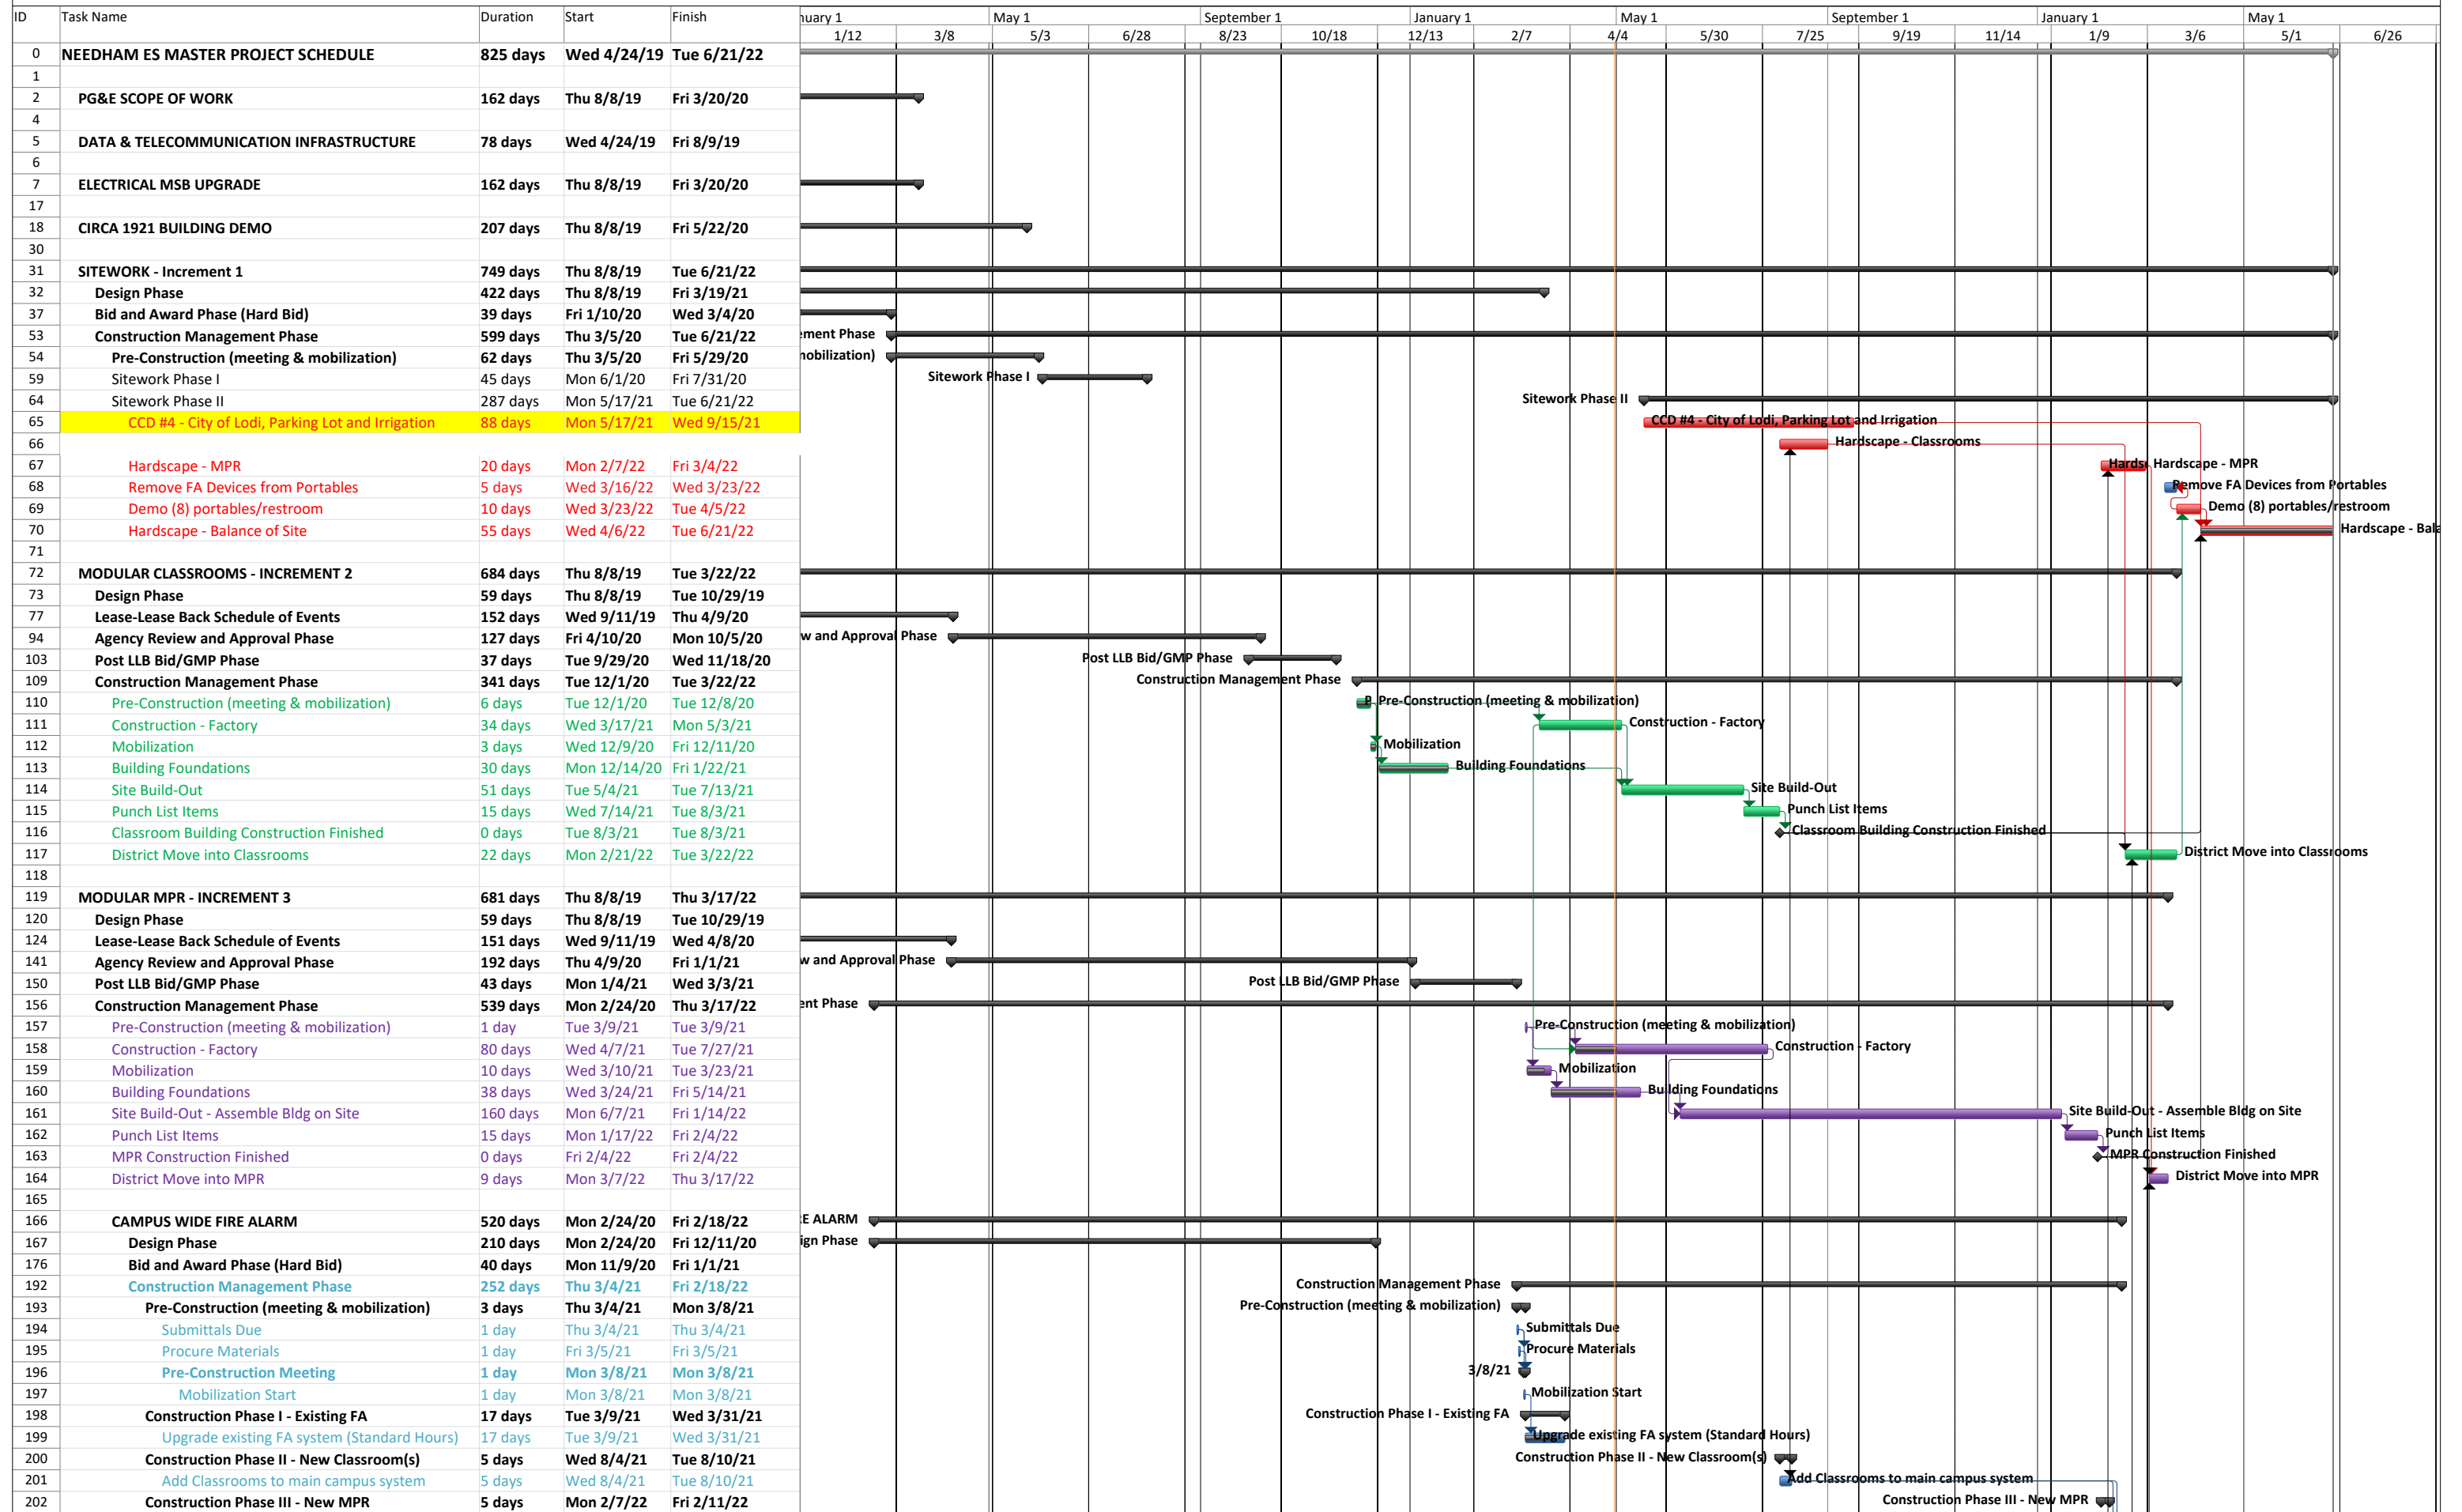 ID Task Name Duration Start Finish nuary 1 May 1 September 1 January 1 May 1 September 1 January 1 May 1
1/12 3/8 5/3 6/28 8/23 10/18 12/13 2/7 4/4 5/30 7/25 9/19 11/14 1/9 3/6 5/1 6/26
0 NEEDHAM ES MASTER PROJECT SCHEDULE 825 days Wed 4/24/19 Tue 6/21/22
1
2 PG&E SCOPE OF WORK 162 days Thu 8/8/19 Fri 3/20/20
4
5 DATA & TELECOMMUNICATION INFRASTRUCTURE 78 days Wed 4/24/19 Fri 8/9/19
6
7 ELECTRICAL MSB UPGRADE 162 days Thu 8/8/19 Fri 3/20/20
17
18 CIRCA 1921 BUILDING DEMO 207 days Thu 8/8/19 Fri 5/22/20
30
31 SITEWORK - Increment 1 749 days Thu 8/8/19 Tue 6/21/22
32 Design Phase 422 days Thu 8/8/19 Fri 3/19/21
37 Bid and Award Phase (Hard Bid) 39 days Fri 1/10/20 Wed 3/4/20
53 Construction Management Phase 599 days Thu 3/5/20 Tue 6/21/22 ement Phase
54 Pre-Construction (meeting & mobilization) 62 days Thu 3/5/20 Fri 5/29/20 nobilization)
59 Sitework Phase I 45 days Mon 6/1/20 Fri 7/31/20 Sitework Phase I
64 Sitework Phase II 287 days Mon 5/17/21 Tue 6/21/22 Sitework Phase II
65 CCD #4 - City of Lodi, Parking Lot and Irrigation 88 days Mon 5/17/21 Wed 9/15/21 CCD #4 - City of Lodi, Parking Lot and Irrigation
66 Hardscape - Classrooms
67 Hardscape - MPR 20 days Mon 2/7/22 Fri 3/4/22 Hards Hardscape - MPR
68 Remove FA Devices from Portables 5 days Wed 3/16/22 Wed 3/23/22 Remove FA Devices from Portables
69 Demo (8) portables/restroom 10 days Wed 3/23/22 Tue 4/5/22 Demo (8) portables/restroom
70 Hardscape - Balance of Site 55 days Wed 4/6/22 Tue 6/21/22 Hardscape - Bala
71
72 MODULAR CLASSROOMS - INCREMENT 2 684 days Thu 8/8/19 Tue 3/22/22
73 Design Phase 59 days Thu 8/8/19 Tue 10/29/19
77 Lease-Lease Back Schedule of Events 152 days Wed 9/11/19 Thu 4/9/20
94 Agency Review and Approval Phase 127 days Fri 4/10/20 Mon 10/5/20 w and Approval Phase
103 Post LLB Bid/GMP Phase 37 days Tue 9/29/20 Wed 11/18/20 Post LLB Bid/GMP Phase
109 Construction Management Phase 341 days Tue 12/1/20 Tue 3/22/22 Construction Management Phase
110 Pre-Construction (meeting & mobilization) 6 days Tue 12/1/20 Tue 12/8/20 P Pre-Construction (meeting & mobilization)
111 Construction - Factory 34 days Wed 3/17/21 Mon 5/3/21 Construction - Factory
112 Mobilization 3 days Wed 12/9/20 Fri 12/11/20 Mobilization
113 Building Foundations 30 days Mon 12/14/20 Fri 1/22/21 Building Foundations
114 Site Build-Out 51 days Tue 5/4/21 Tue 7/13/21 Site Build-Out
115 Punch List Items 15 days Wed 7/14/21 Tue 8/3/21 Punch List Items
116 Classroom Building Construction Finished 0 days Tue 8/3/21 Tue 8/3/21 Classroom Building Construction Finished
117 District Move into Classrooms 22 days Mon 2/21/22 Tue 3/22/22 District Move into Classrooms
118
119 MODULAR MPR - INCREMENT 3 681 days Thu 8/8/19 Thu 3/17/22
120 Design Phase 59 days Thu 8/8/19 Tue 10/29/19
124 Lease-Lease Back Schedule of Events 151 days Wed 9/11/19 Wed 4/8/20
141 Agency Review and Approval Phase 192 days Thu 4/9/20 Fri 1/1/21 w and Approval Phase
150 Post LLB Bid/GMP Phase 43 days Mon 1/4/21 Wed 3/3/21 Post LLB Bid/GMP Phase
156 Construction Management Phase 539 days Mon 2/24/20 Thu 3/17/22 ent Phase
157 Pre-Construction (meeting & mobilization) 1 day Tue 3/9/21 Tue 3/9/21 Pre-Construction (meeting & mobilization)
158 Construction - Factory 80 days Wed 4/7/21 Tue 7/27/21 Construction - Factory
159 Mobilization 10 days Wed 3/10/21 Tue 3/23/21 Mobilization
160 Building Foundations 38 days Wed 3/24/21 Fri 5/14/21 Building Foundations
161 Site Build-Out - Assemble Bldg on Site 160 days Mon 6/7/21 Fri 1/14/22 Site Build-Out - Assemble Bldg on Site
162 Punch List Items 15 days Mon 1/17/22 Fri 2/4/22 Punch List Items
163 MPR Construction Finished 0 days Fri 2/4/22 Fri 2/4/22 MPR Construction Finished
164 District Move into MPR 9 days Mon 3/7/22 Thu 3/17/22 District Move into MPR
165
166 CAMPUS WIDE FIRE ALARM 520 days Mon 2/24/20 Fri 2/18/22 E ALARM
167 Design Phase 210 days Mon 2/24/20 Fri 12/11/20 ign Phase
176 Bid and Award Phase (Hard Bid) 40 days Mon 11/9/20 Fri 1/1/21
192 Construction Management Phase 252 days Thu 3/4/21 Fri 2/18/22 Construction Management Phase
193 Pre-Construction (meeting & mobilization) 3 days Thu 3/4/21 Mon 3/8/21 Pre-Construction (meeting & mobilization)
194 Submittals Due 1 day Thu 3/4/21 Thu 3/4/21 Submittals Due
195 Procure Materials 1 day Fri 3/5/21 Fri 3/5/21 Procure Materials
196 Pre-Construction Meeting 1 day Mon 3/8/21 Mon 3/8/21 3/8/21
197 Mobilization Start 1 day Mon 3/8/21 Mon 3/8/21 Mobilization Start
198 Construction Phase I - Existing FA 17 days Tue 3/9/21 Wed 3/31/21 Construction Phase I - Existing FA
199 Upgrade existing FA system (Standard Hours) 17 days Tue 3/9/21 Wed 3/31/21 Upgrade existing FA system (Standard Hours)
200 Construction Phase II - New Classroom(s) 5 days Wed 8/4/21 Tue 8/10/21 Construction Phase II - New Classroom(s)
201 Add Classrooms to main campus system 5 days Wed 8/4/21 Tue 8/10/21 Add Classrooms to main campus system
202 Construction Phase III - New MPR 5 days Mon 2/7/22 Fri 2/11/22 Construction Phase III - New MPR